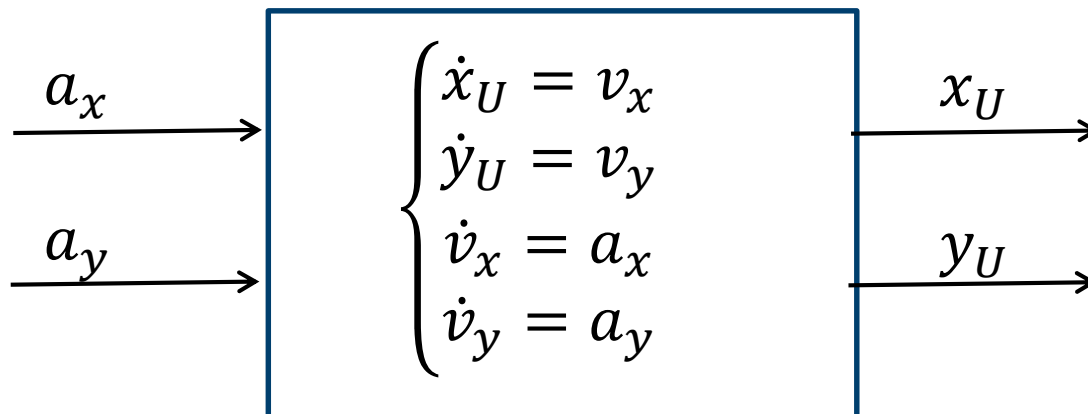 a_x
a_y
ẋ_U = v_x
ẏ_U = v_y
v̇_x = a_x
v̇_y = a_y
x_U
y_U